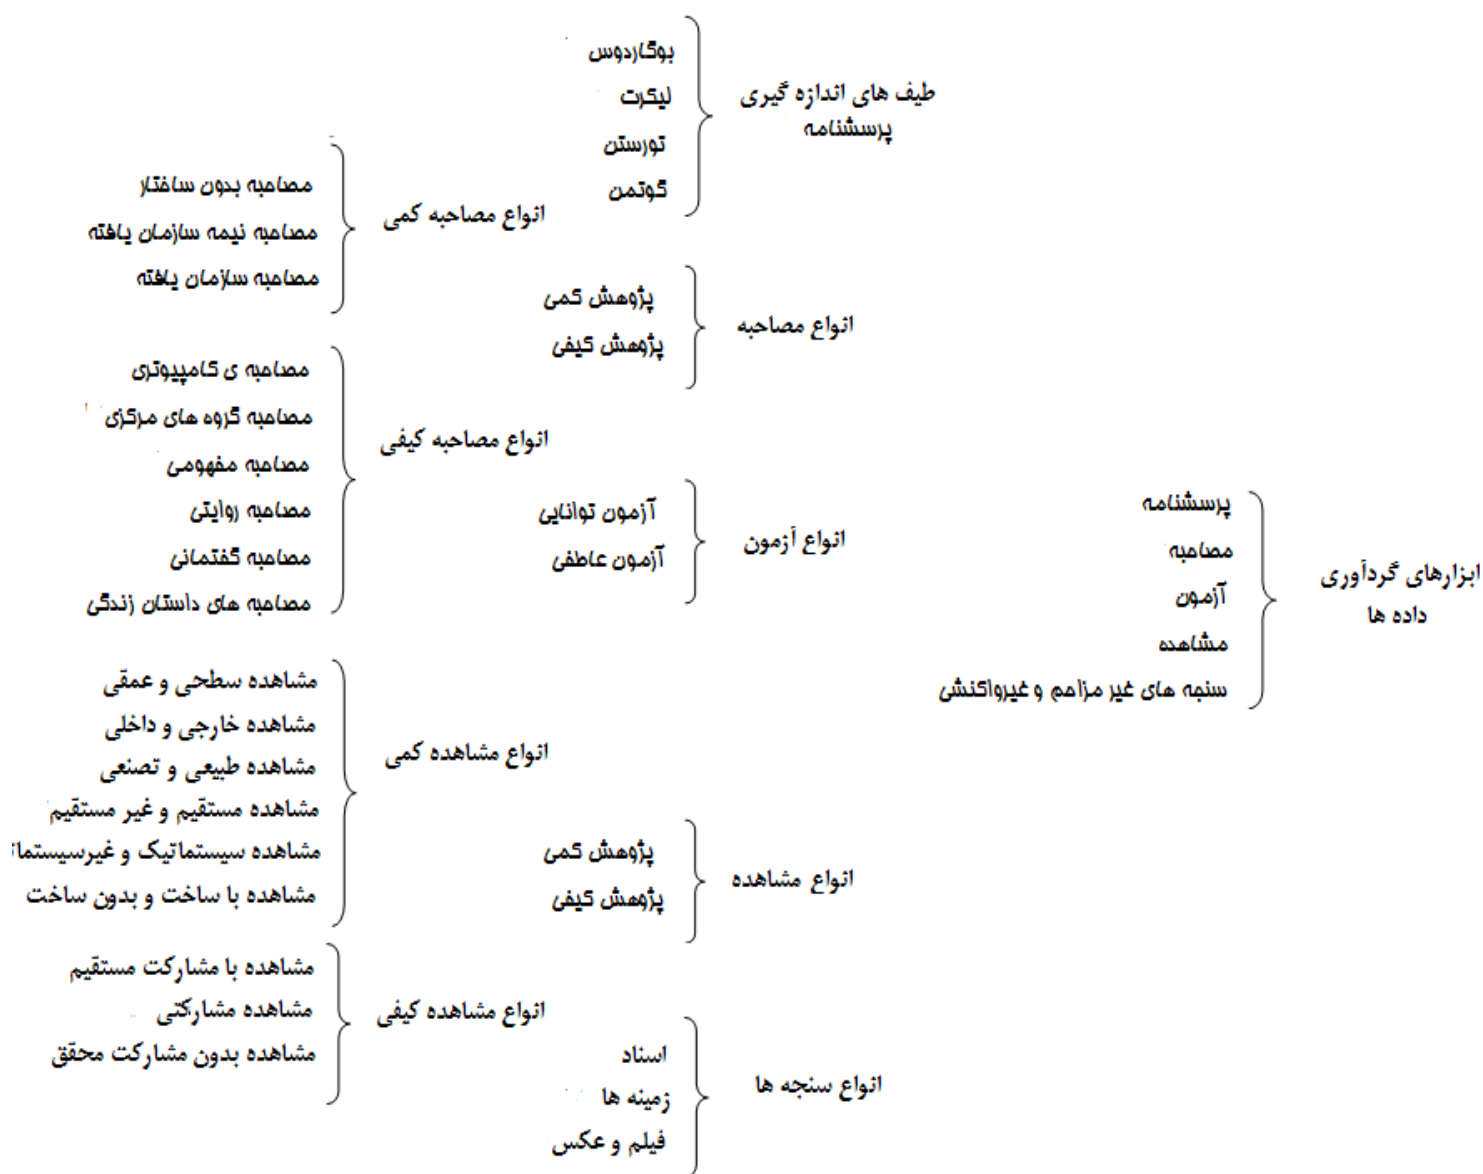 ابزارهای گردآوری
داده ها
پرسشنامه
مصاحبه
آزمون
مشاهده
سنجه های غیر مزاحم و غیرواکنشی
طیف های اندازه گیری
پرسشنامه
بوگاردوس
لیکرت
تورستن
گوتمن
انواع مصاحبه
پژوهش کمی
پژوهش کیفی
انواع آزمون
آزمون توانایی
آزمون عاطفی
انواع مشاهده
پژوهش کمی
پژوهش کیفی
انواع سنجه ها
اسناد
زمینه ها
فیلم و عکس
انواع مصاحبه کمی
مصاحبه بدون ساختار
مصاحبه نیمه سازمان یافته
مصاحبه سازمان یافته
انواع مصاحبه کیفی
مصاحبه ی کامپیوتری
مصاحبه گروه های مرکزی
مصاحبه مفهومی
مصاحبه روایتی
مصاحبه گفتمانی
مصاحبه های داستان زندگی
انواع مشاهده کمی
مشاهده سطحی و عمقی
مشاهده خارجی و داخلی
مشاهده طبیعی و تصنعی
مشاهده مستقیم و غیر مستقیم
مشاهده سیستماتیک و
مشاهده با ساخت و بدون ساخت
انواع مشاهده کیفی
مشاهده با مشارکت مستقیم
مشاهده مشارکتی
مشاهده بدون مشارکت محقق